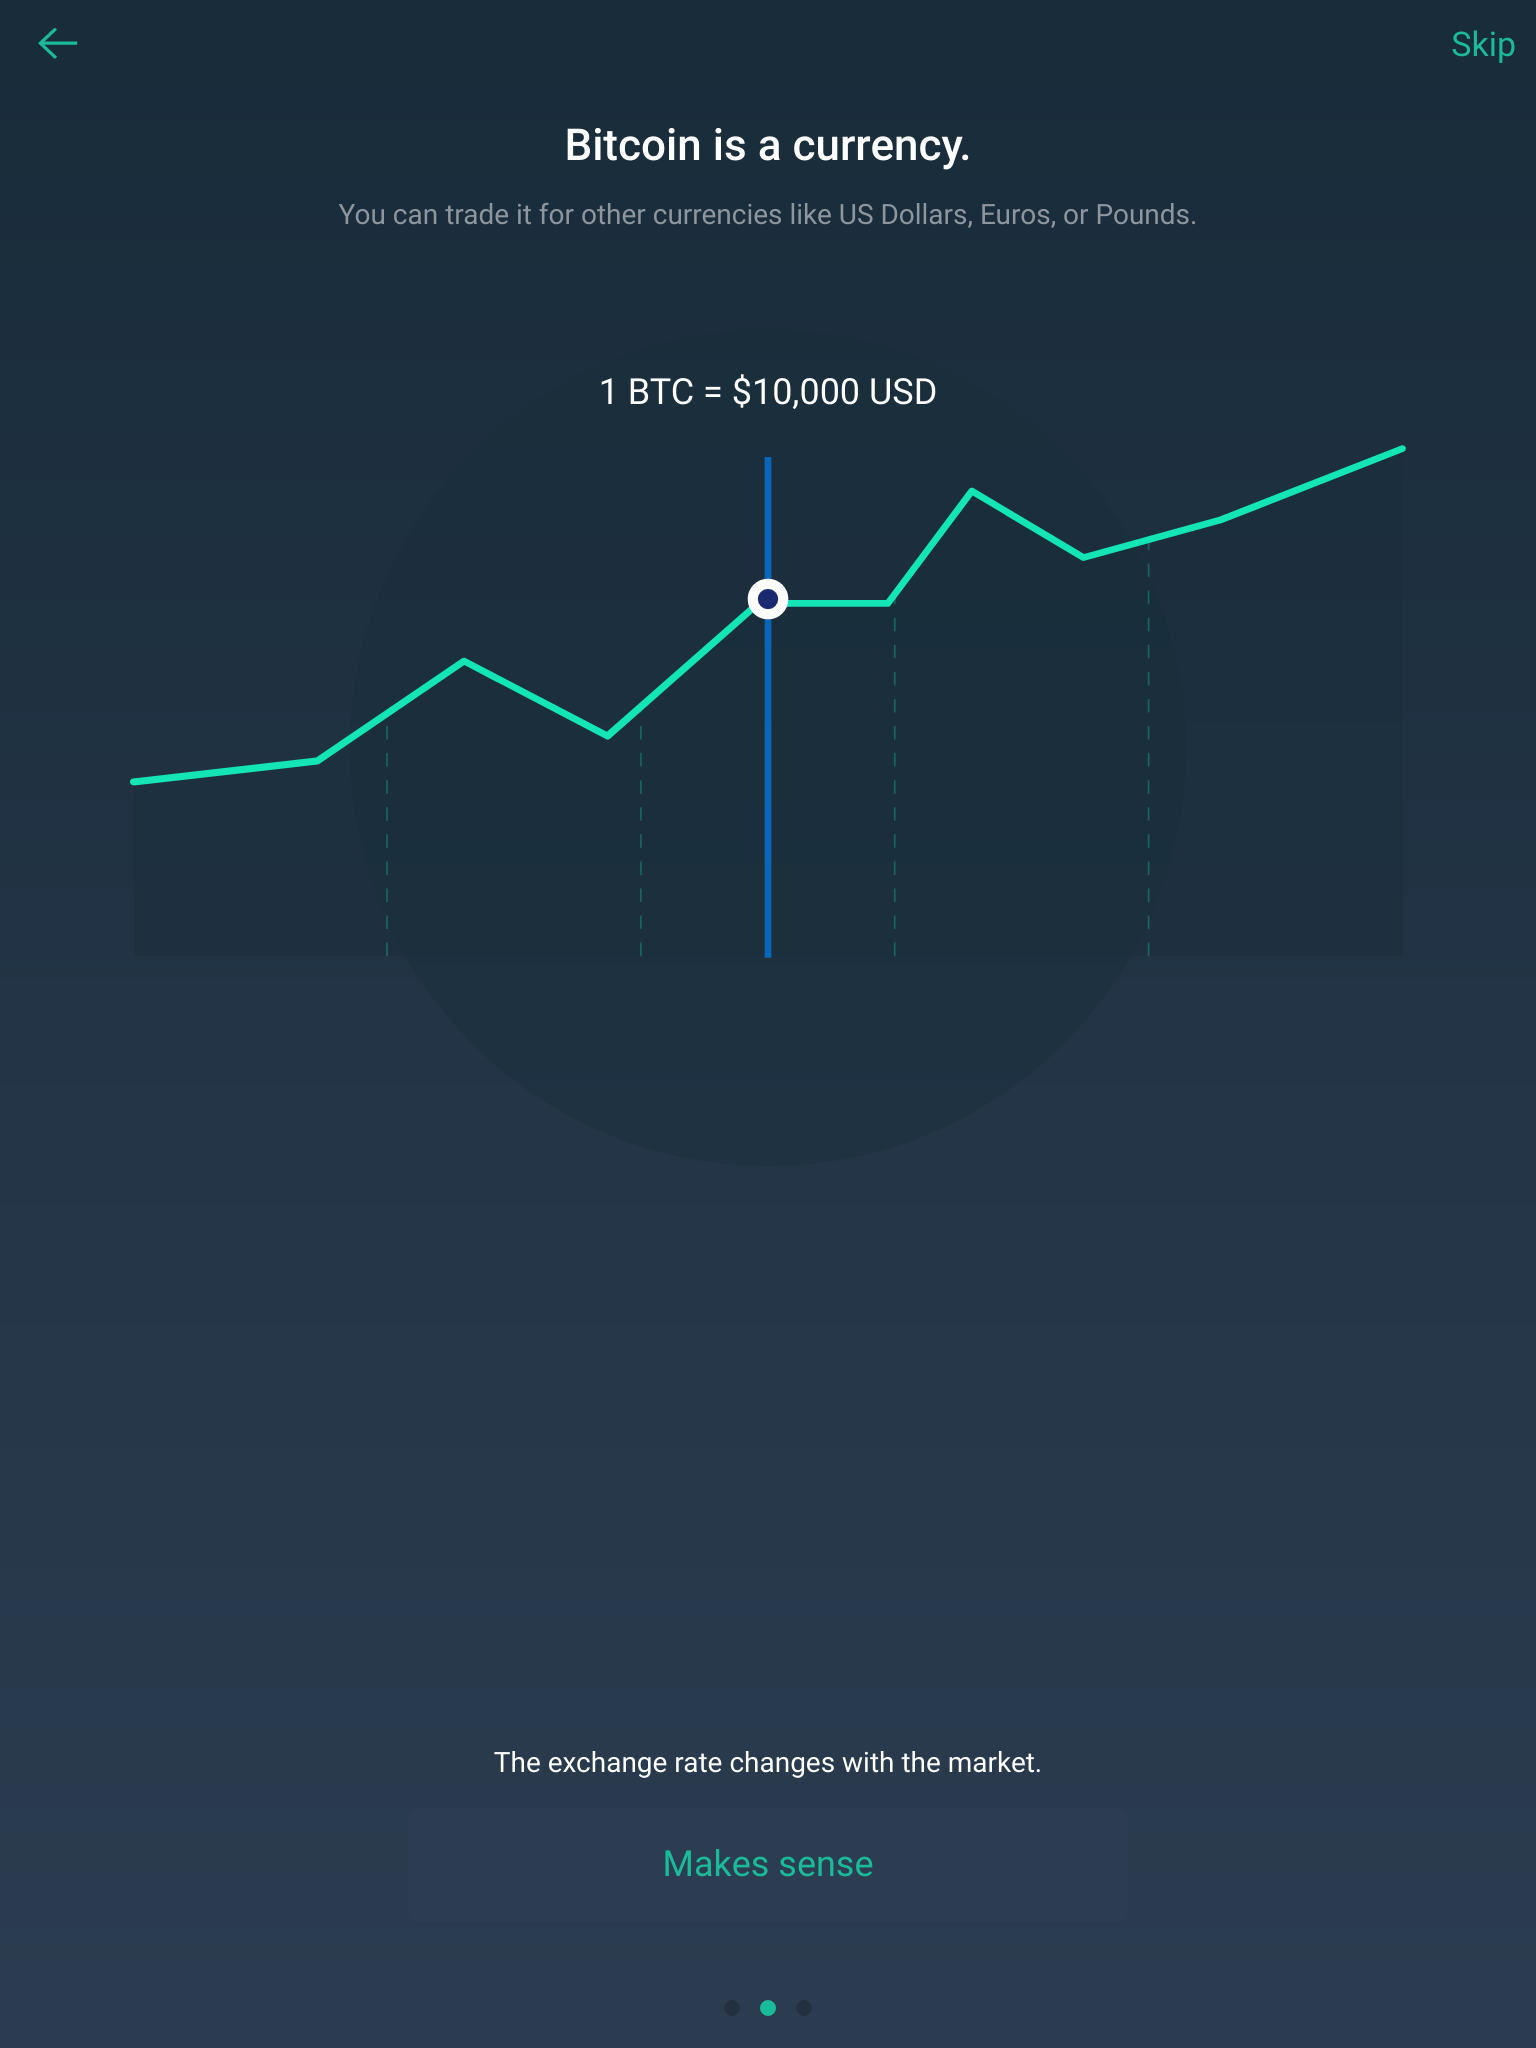 Skip
Bitcoin is a currency.
You can trade it for other currencies like US Dollars, Euros, or Pounds.
1 BTC = $10,000 USD
The exchange rate changes with the market.
Makes sense